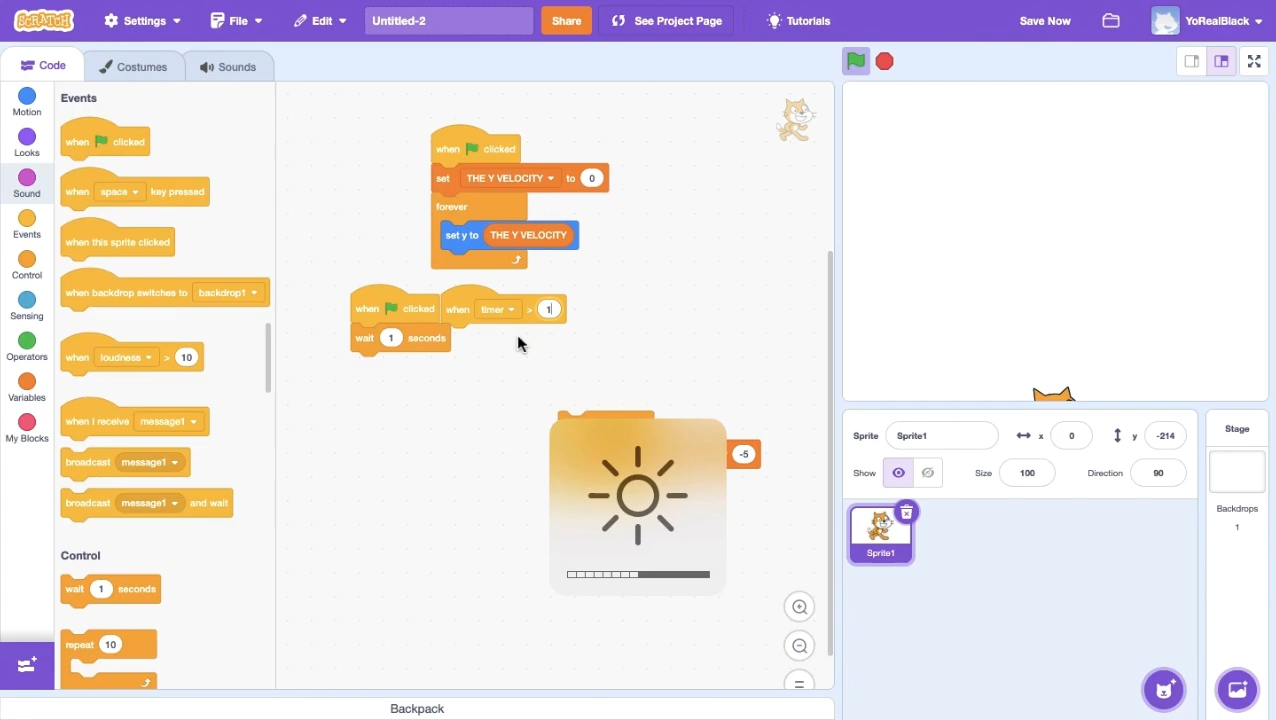 SCRATCH Settings File Edit Untitled-2 Share See Project Page Tutorials Save Now YoRealBlack
Code Costumes Sounds
Motion
Looks
Sound
Events
Control
Sensing
Operators
Variables
My Blocks
Events
when clicked
when space key pressed
when this sprite clicked
when backdrop switches to backdrop1
when loudness > 10
when I receive message1
broadcast message1
broadcast message1 and wait
Control
wait 1 seconds
repeat 10
when clicked
set THE Y VELOCITY to 0
forever
set y to THE Y VELOCITY
when clicked
wait 1 seconds
when timer > 1
-5
Backpack
Sprite Sprite1 x 0 y -214
Show Size 100 Direction 90
Sprite1
Stage
Backdrops
1